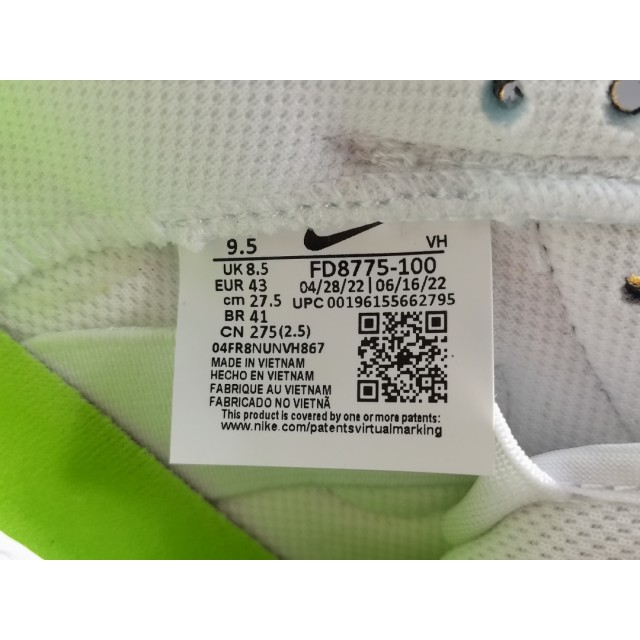 9.5 VH
UK 8.5 FD8775-100
EUR 43 04/28/22 | 06/16/22
cm 27.5 UPC 00196155662795
BR 41
CN 275(2.5)
04FR8NUNVH867
MADE IN VIETNAM
HECHO EN VIETNAM
FABRIQUE AU VIETNAM
FABRICADO NO VIETNÃ
This product is covered by one or more patents:
www.nike.com/patentsvirtualmarking